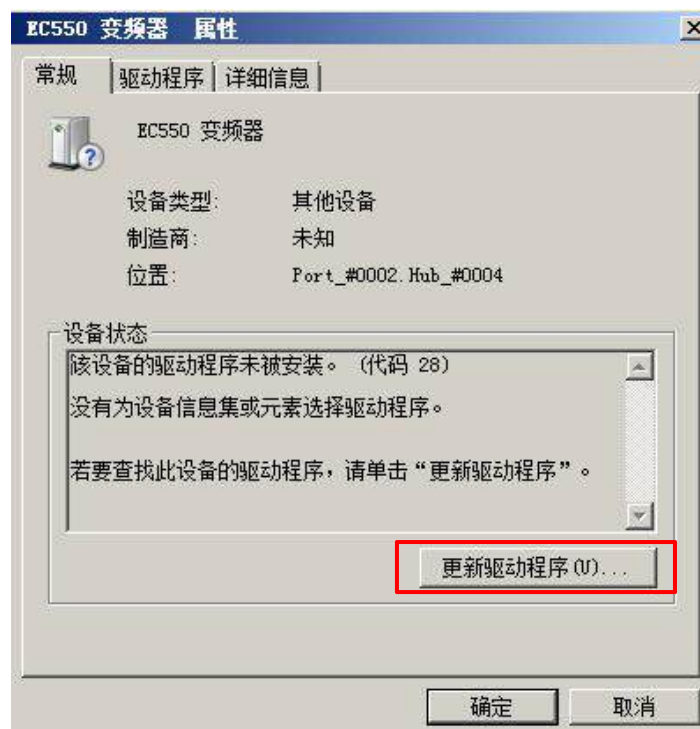 EC550 变频器 属性
常规 驱动程序 详细信息
EC550 变频器
设备类型: 其他设备
制造商: 未知
位置: Port_#0002.Hub_#0004
设备状态
该设备的驱动程序未被安装。 (代码 28)
没有为设备信息集或元素选择驱动程序。
若要查找此设备的驱动程序，请单击“更新驱动程序”。
更新驱动程序(U)...
确定 取消